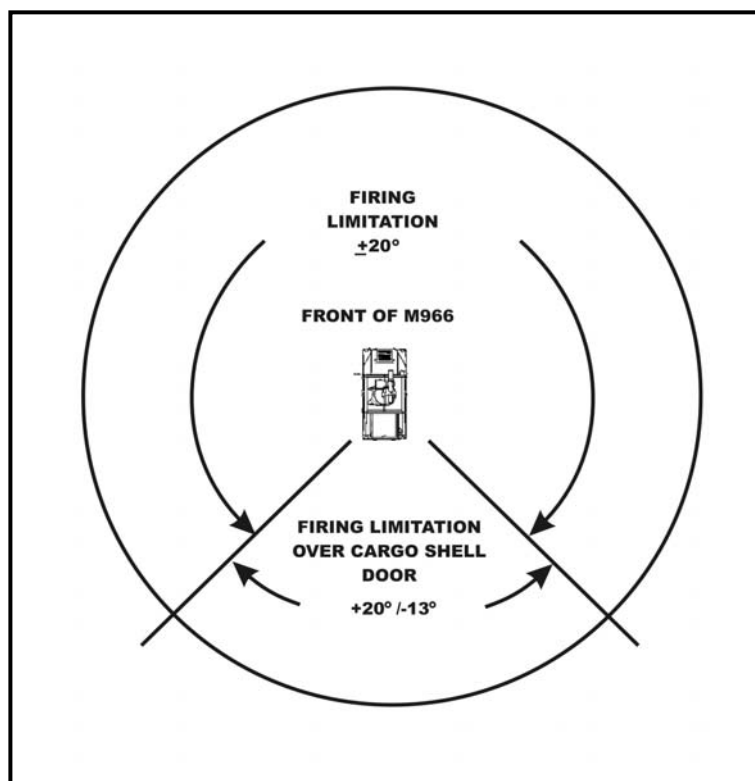 FIRING
LIMITATION
±20°
FRONT OF M966
FIRING LIMITATION
OVER CARGO SHELL
DOOR
+20° /-13°